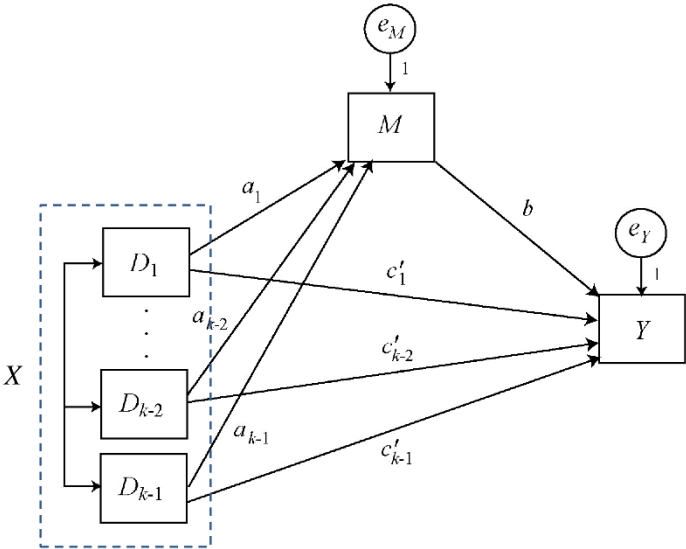 e_M
1
M
a_1
b
e_Y
1
D_1
c′_1
Y
a_{k-2}
c′_{k-2}
X
D_{k-2}
a_{k-1}
c′_{k-1}
D_{k-1}